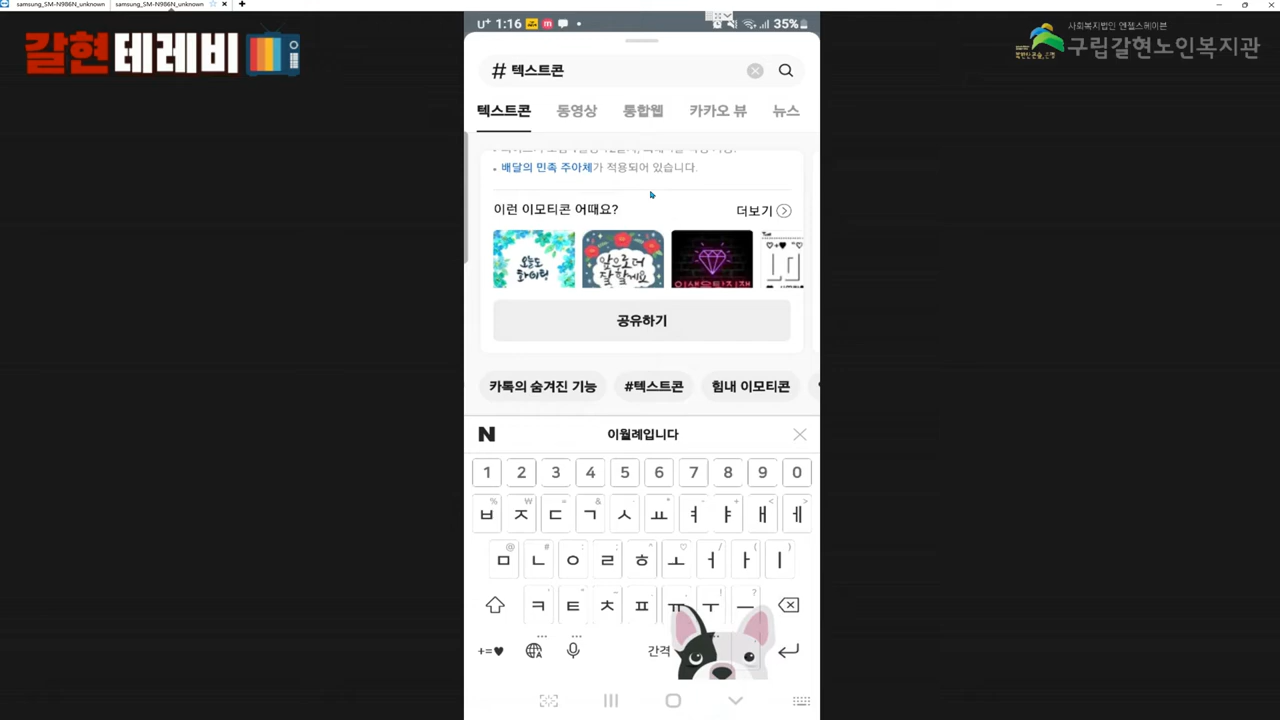 samsung_SM-N986N_unknown
samsung_SM-N986N_unknown
갈현테레비
사회복지법인 엔젤스헤이븐
구립갈현노인복지관
U+ 1:16
35%
# 텍스트콘
텍스트콘 동영상 통합웹 카카오 뷰 뉴스
배달의 민족 주아체가 적용되어 있습니다.
이런 이모티콘 어때요?
더보기
오늘도
화이팅
앞으로 더
잘할게요
공유하기
카톡의 숨겨진 기능 #텍스트콘 힘내 이모티콘
N 이월례입니다
1 2 3 4 5 6 7 8 9 0
ㅂ ㅈ ㄷ ㄱ ㅅ ㅛ ㅕ ㅑ ㅐ ㅔ
ㅁ ㄴ ㅇ ㄹ ㅎ ㅗ ㅓ ㅏ ㅣ
ㅋ ㅌ ㅊ ㅍ ㅠ ㅜ ㅡ
+=♥ 간격